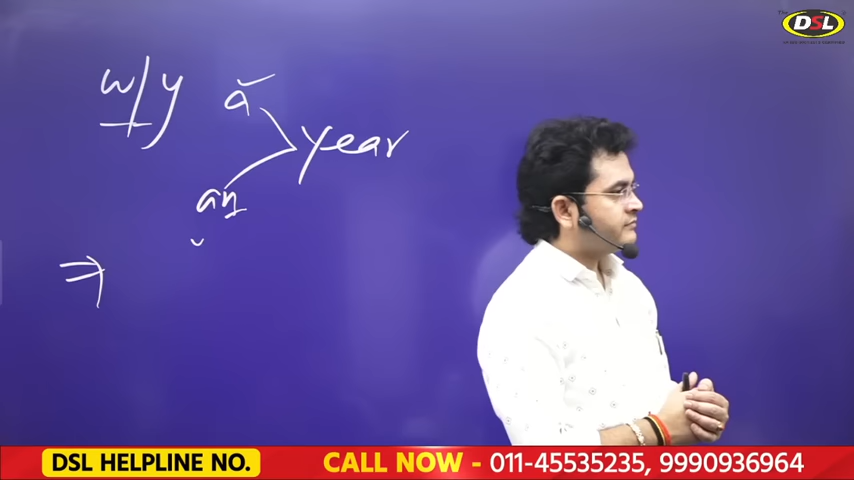 DSL
w/y
a
year
an
DSL HELPLINE NO. CALL NOW - 011-45535235, 9990936964